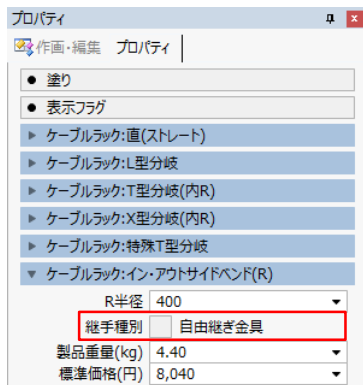 プロパティ
作画・編集 プロパティ
● 塗り
● 表示フラグ
▶ ケーブルラック:直(ストレート)
▶ ケーブルラック:L型分岐
▶ ケーブルラック:T型分岐(内R)
▶ ケーブルラック:X型分岐(内R)
▶ ケーブルラック:特殊T型分岐
▼ ケーブルラック:イン・アウトサイドベンド(R)
R半径 400
継手種別 自由継ぎ金具
製品重量(kg) 4.40
標準価格(円) 8,040